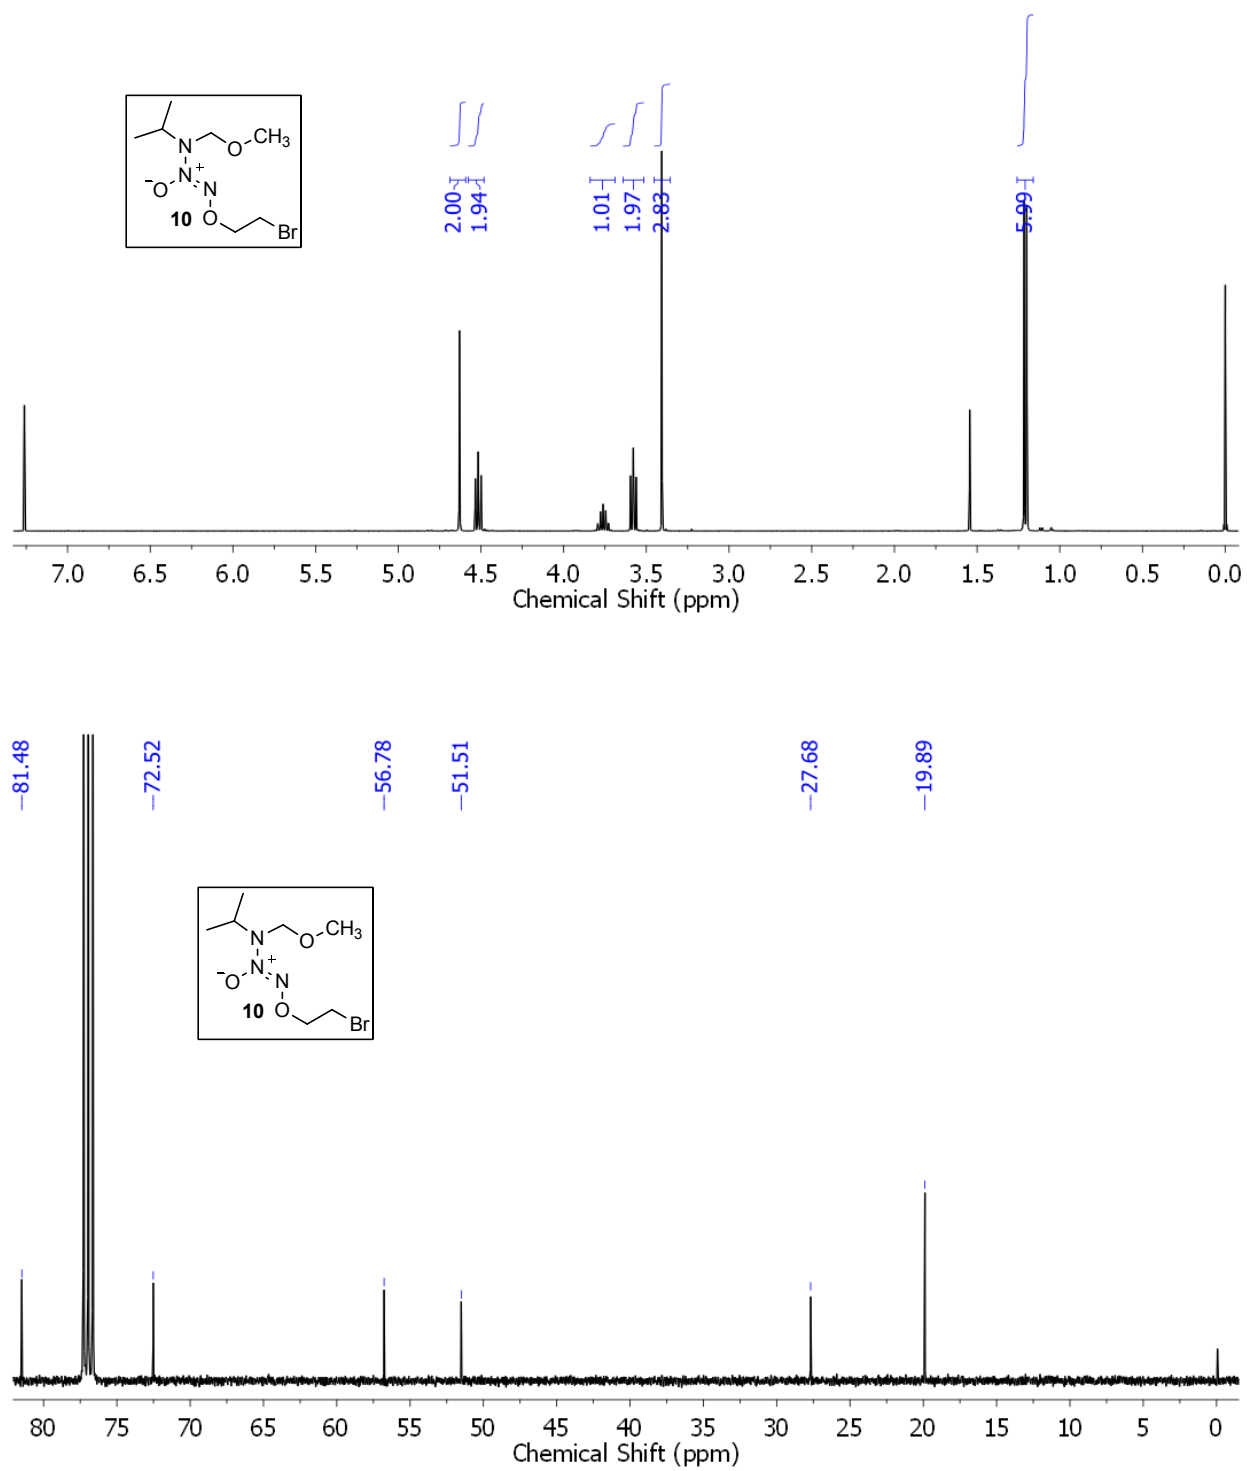 N
O
CH3
N
+
−
O
N
10
O
Br
2.00
1.94
1.01
1.97
2.83
5.99
7.0 6.5 6.0 5.5 5.0 4.5 4.0 3.5 3.0 2.5 2.0 1.5 1.0 0.5 0.0
Chemical Shift (ppm)
81.48
72.52
56.78
51.51
27.68
19.89
N
O
CH3
N
+
−
O
N
10
O
Br
80 75 70 65 60 55 50 45 40 35 30 25 20 15 10 5 0
Chemical Shift (ppm)